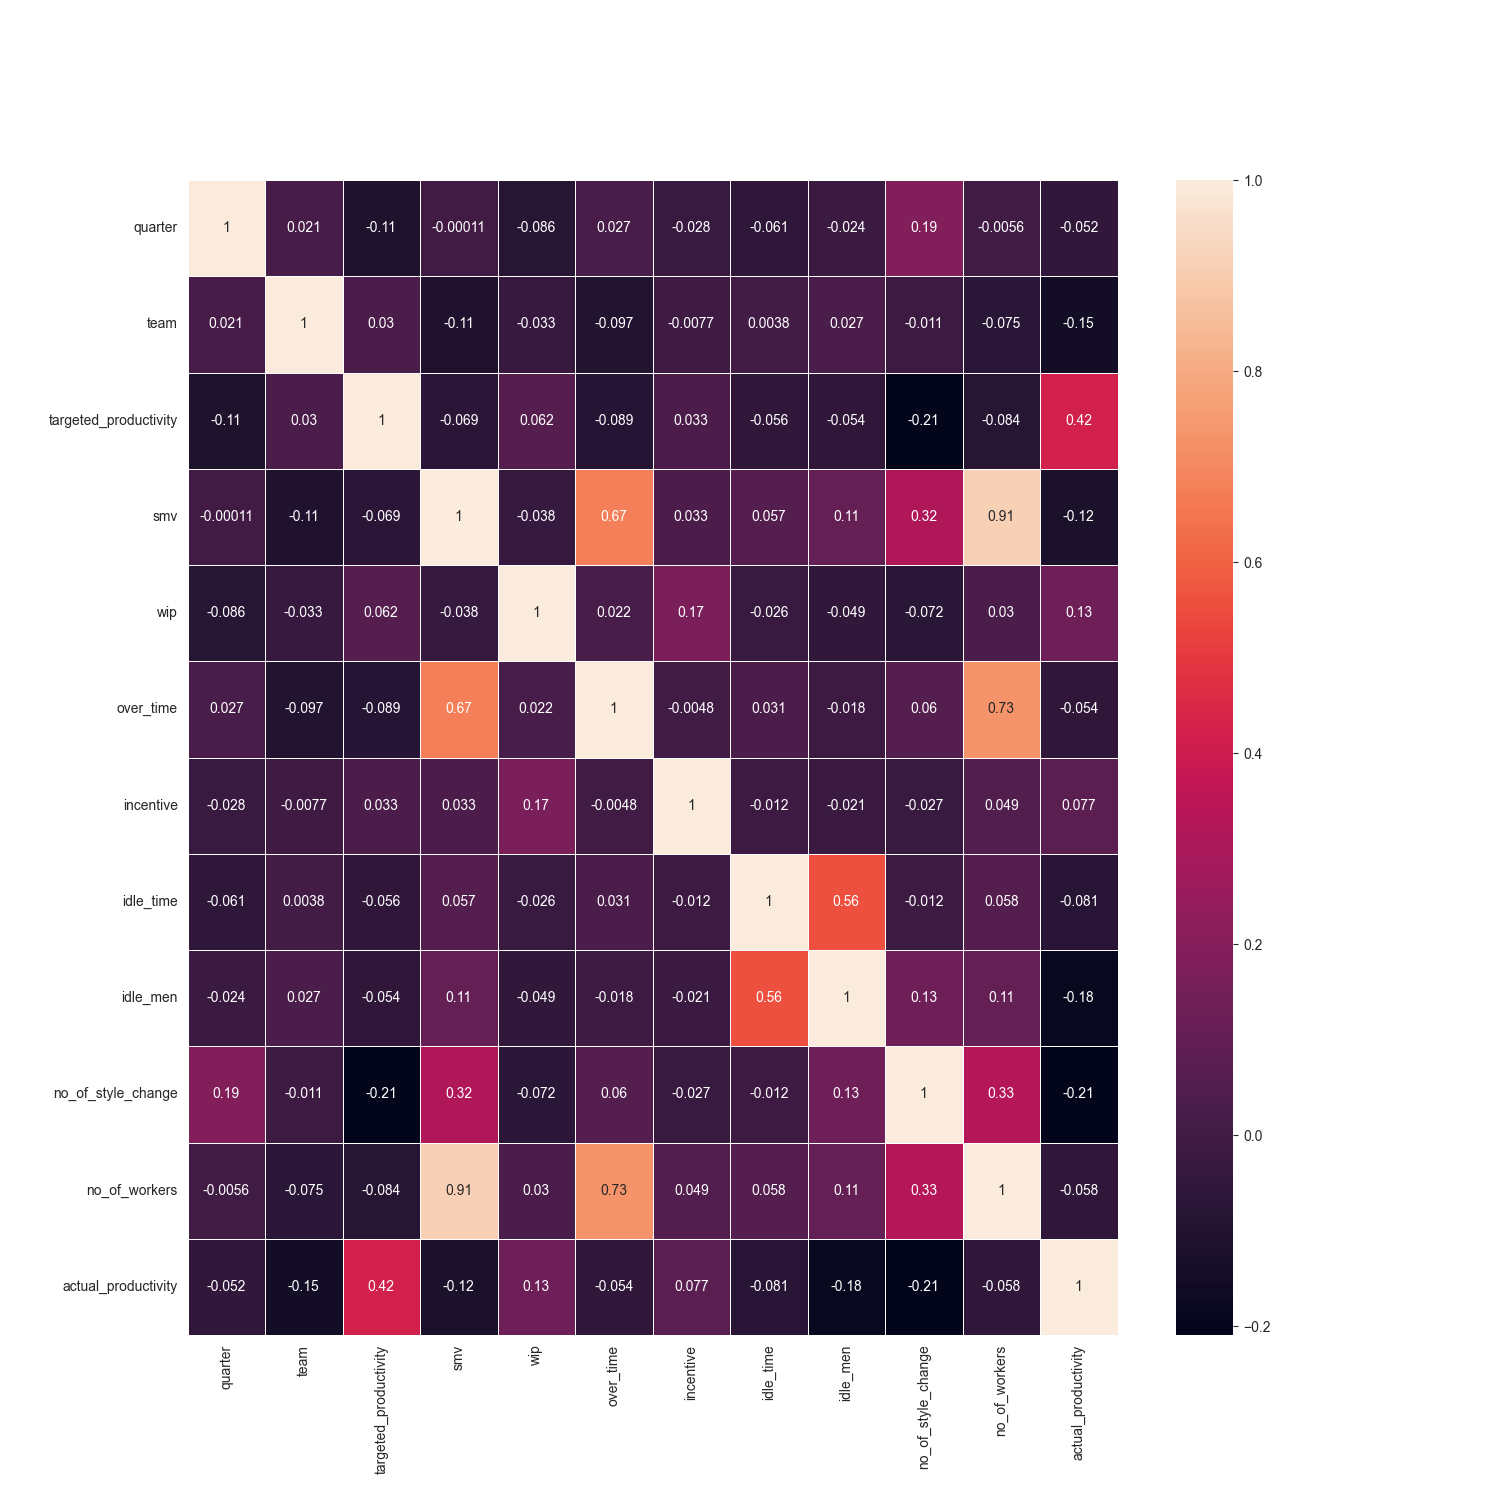 quarter 1 0.021 -0.11 -0.00011 -0.086 0.027 -0.028 -0.061 -0.024 0.19 -0.0056 -0.052
team 0.021 1 0.03 -0.11 -0.033 -0.097 -0.0077 0.0038 0.027 -0.011 -0.075 -0.15
targeted_productivity -0.11 0.03 1 -0.069 0.062 -0.089 0.033 -0.056 -0.054 -0.21 -0.084 0.42
smv -0.00011 -0.11 -0.069 1 -0.038 0.67 0.033 0.057 0.11 0.32 0.91 -0.12
wip -0.086 -0.033 0.062 -0.038 1 0.022 0.17 -0.026 -0.049 -0.072 0.03 0.13
over_time 0.027 -0.097 -0.089 0.67 0.022 1 -0.0048 0.031 -0.018 0.06 0.73 -0.054
incentive -0.028 -0.0077 0.033 0.033 0.17 -0.0048 1 -0.012 -0.021 -0.027 0.049 0.077
idle_time -0.061 0.0038 -0.056 0.057 -0.026 0.031 -0.012 1 0.56 -0.012 0.058 -0.081
idle_men -0.024 0.027 -0.054 0.11 -0.049 -0.018 -0.021 0.56 1 0.13 0.11 -0.18
no_of_style_change 0.19 -0.011 -0.21 0.32 -0.072 0.06 -0.027 -0.012 0.13 1 0.33 -0.21
no_of_workers -0.0056 -0.075 -0.084 0.91 0.03 0.73 0.049 0.058 0.11 0.33 1 -0.058
actual_productivity -0.052 -0.15 0.42 -0.12 0.13 -0.054 0.077 -0.081 -0.18 -0.21 -0.058 1
quarter
team
targeted_productivity
smv
wip
over_time
incentive
idle_time
idle_men
no_of_style_change
no_of_workers
actual_productivity
1.0
0.8
0.6
0.4
0.2
0.0
−0.2